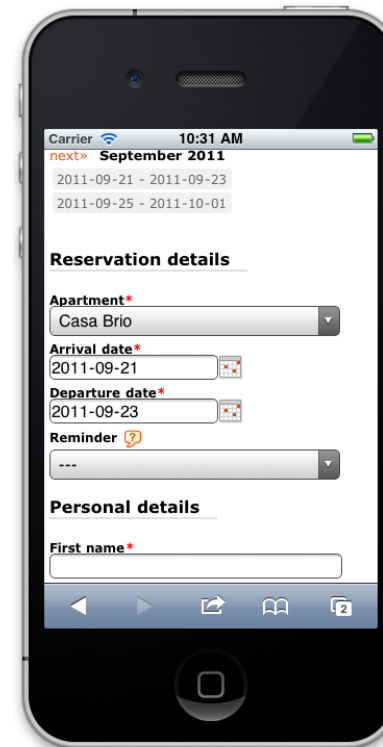 Carrier 10:31 AM
next» September 2011
2011-09-21 - 2011-09-23
2011-09-25 - 2011-10-01
Reservation details
Apartment*
Casa Brio
Arrival date*
2011-09-21
Departure date*
2011-09-23
Reminder ?
---
Personal details
First name*
2